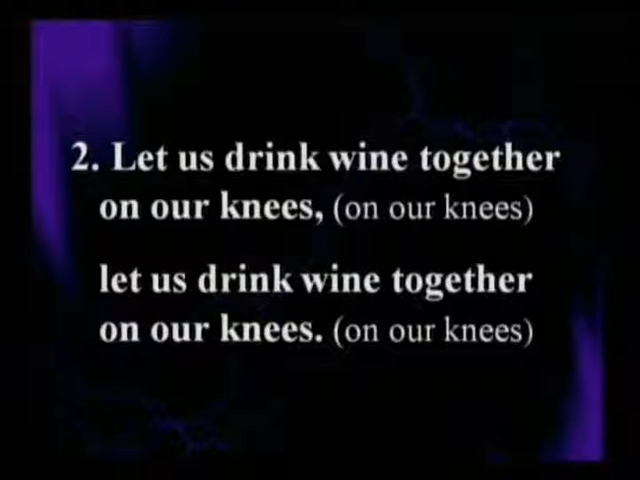 2. Let us drink wine together
on our knees, (on our knees)
let us drink wine together
on our knees. (on our knees)